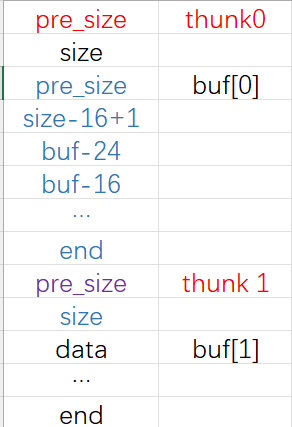 pre_size thunk0
size
pre_size buf[0]
size-16+1
buf-24
buf-16
...
end
pre_size thunk 1
size
data buf[1]
...
end